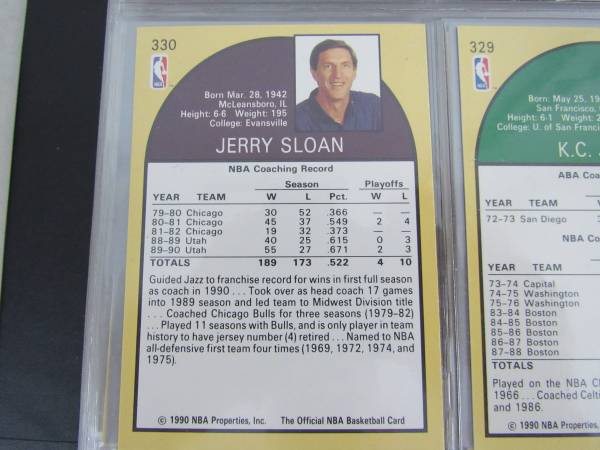 330
NBA
Born Mar. 28, 1942
McLeansboro, IL
Height: 6-6 Weight: 195
College: Evansville
JERRY SLOAN
NBA Coaching Record
Season Playoffs
YEAR TEAM W L Pct. W L
79-80 Chicago 30 52 .366 — —
80-81 Chicago 45 37 .549 2 4
81-82 Chicago 19 32 .373 — —
88-89 Utah 40 25 .615 0 3
89-90 Utah 55 27 .671 2 3
TOTALS 189 173 .522 4 10
Guided Jazz to franchise record for wins in first full season
as coach in 1990 . . . Took over as head coach 17 games
into 1989 season and led team to Midwest Division title
. . . Coached Chicago Bulls for three seasons (1979-82)
. . . Played 11 seasons with Bulls, and is only player in team
history to have jersey number (4) retired . . . Named to NBA
all-defensive first team four times (1969, 1972, 1974, and
1975).
© 1990 NBA Properties, Inc. The Official NBA Basketball Card
329
NBA
Born: May 25, 1
San Francisco,
Height: 6-1 Weight: 2
College: U. of San Franci
K.C.
ABA Coa
YEAR TEAM
72-73 San Diego
NBA Co
73-74 Capital
74-75 Washington
75-76 Washington
83-84 Boston
84-85 Boston
85-86 Boston
86-87 Boston
87-88 Boston
TOTALS
Played on the NBA C
1966 . . . Coached Celti
and 1986.
© 1990 NBA Properties